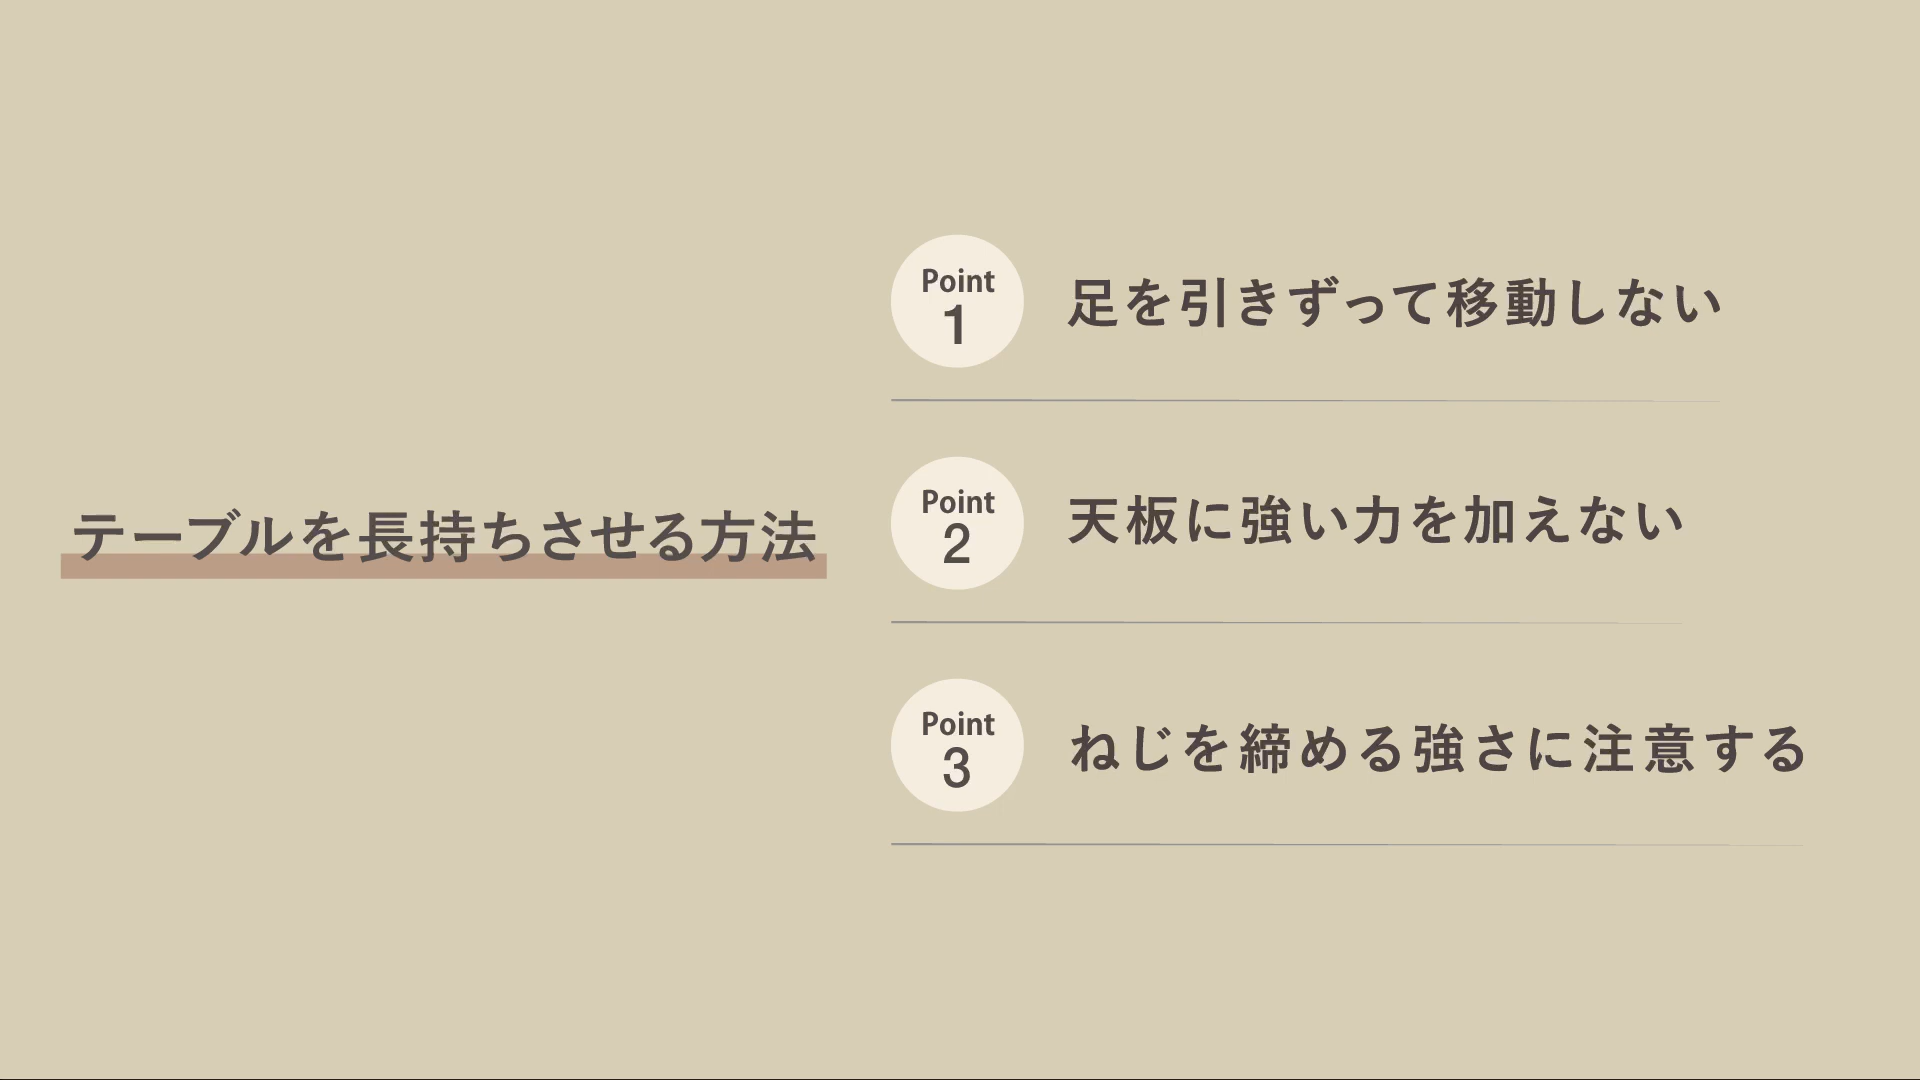 テーブルを長持ちさせる方法
Point
1
足を引きずって移動しない
Point
2
天板に強い力を加えない
Point
3
ねじを締める強さに注意する